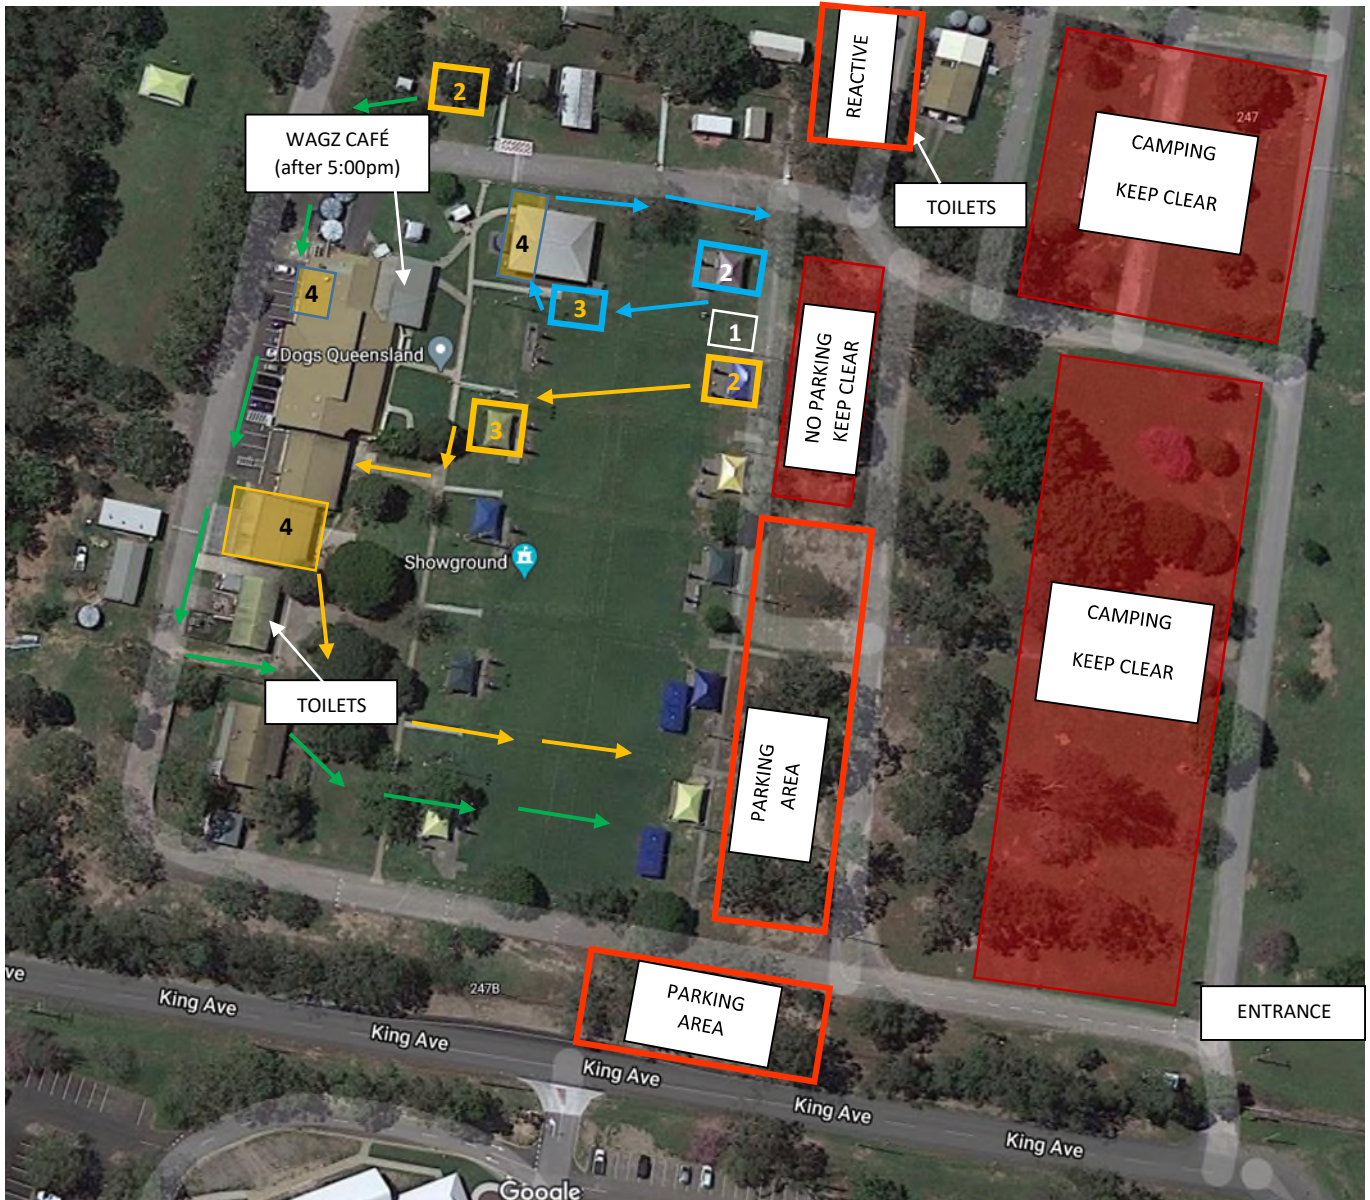 REACTIVE
2
WAGZ CAFÉ
(after 5:00pm)
247
CAMPING
KEEP CLEAR
TOILETS
4
2
4
3
1
NO PARKING
KEEP CLEAR
Dogs Queensland
2
3
4
Showground
CAMPING
KEEP CLEAR
TOILETS
PARKING
AREA
ve
King Ave
247B
PARKING
AREA
ENTRANCE
King Ave
King Ave
King Ave
King Ave
Google